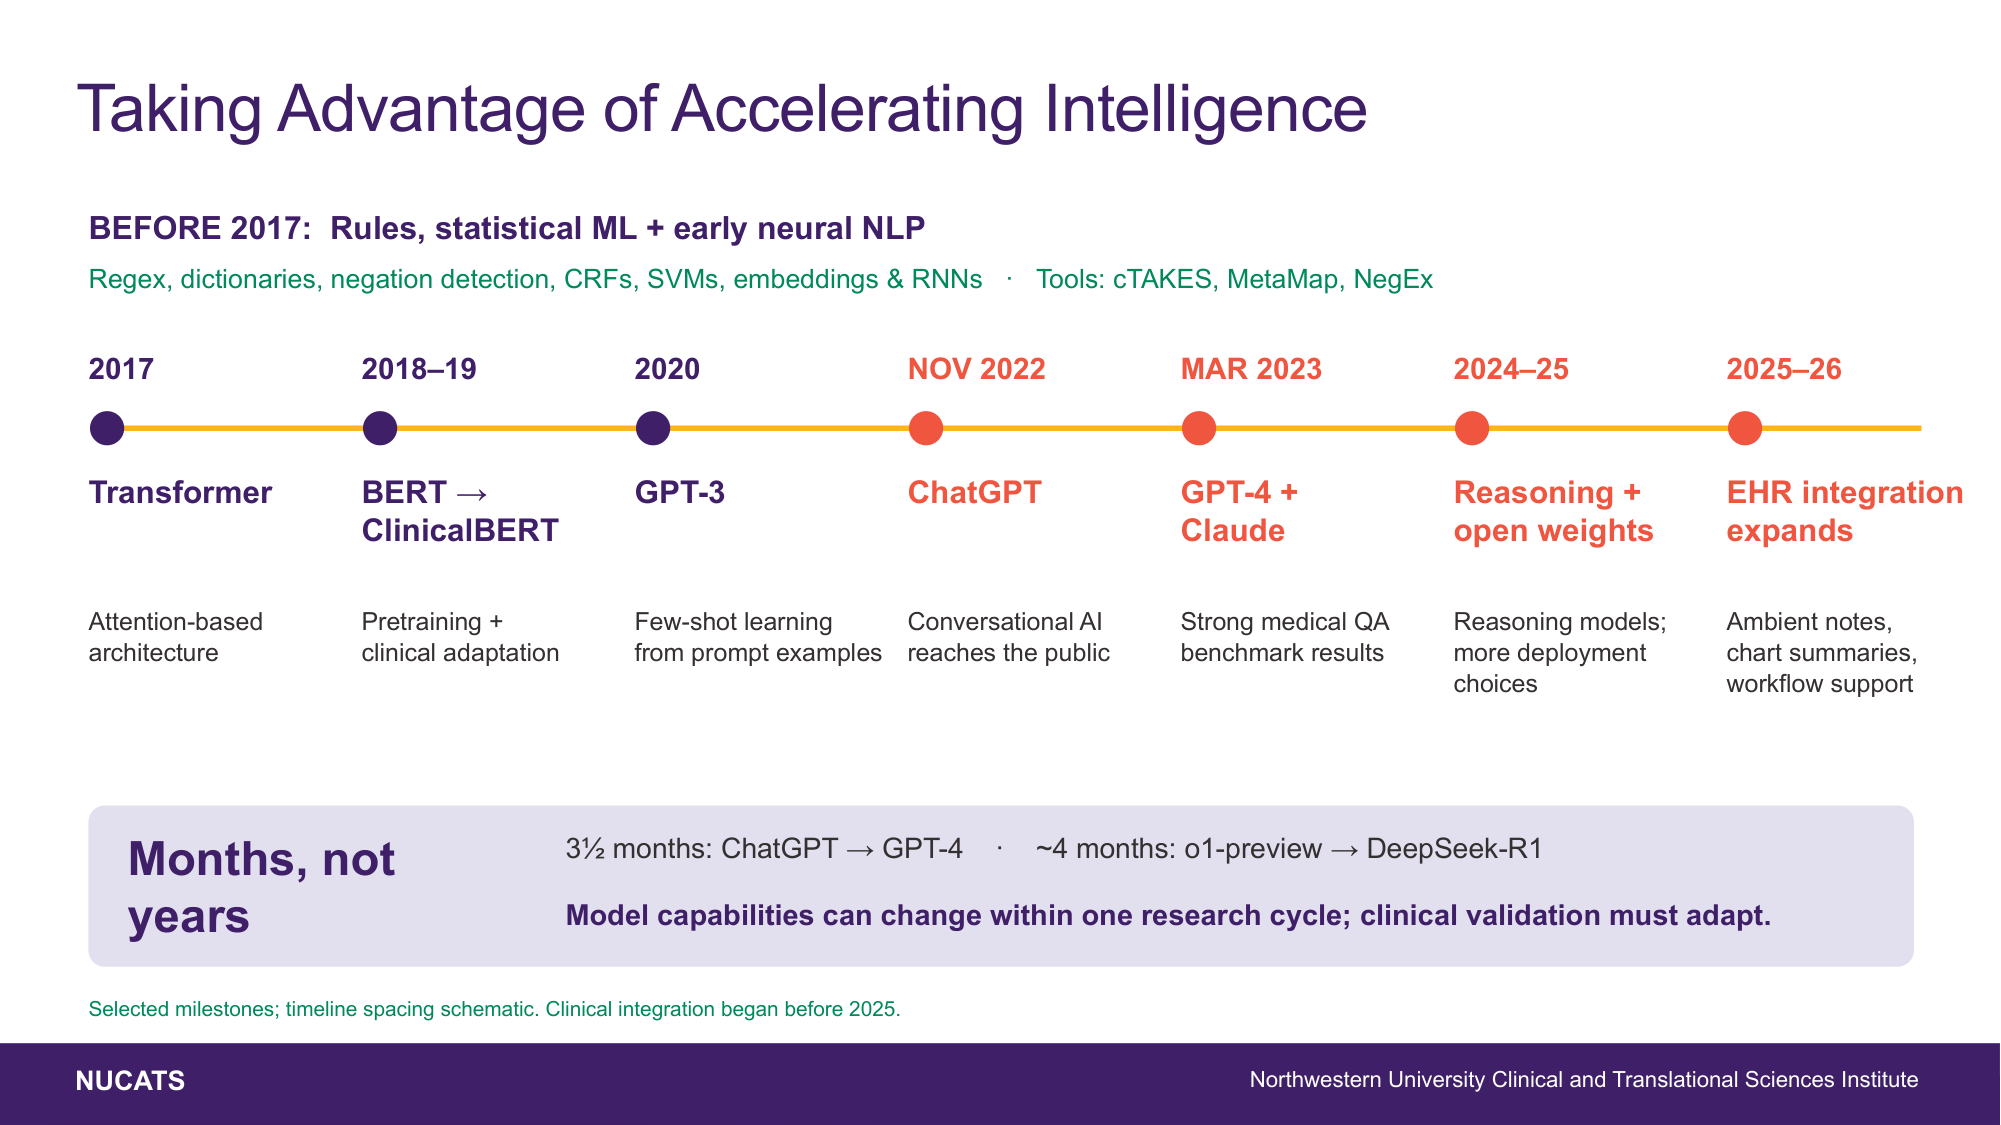 Taking Advantage of Accelerating Intelligence
BEFORE 2017:  Rules, statistical ML + early neural NLP
Regex, dictionaries, negation detection, CRFs, SVMs, embeddings & RNNs · Tools: cTAKES, MetaMap, NegEx
2017
Transformer
Attention-based
architecture
2018–19
BERT →
ClinicalBERT
Pretraining +
clinical adaptation
2020
GPT-3
Few-shot learning
from prompt examples
NOV 2022
ChatGPT
Conversational AI
reaches the public
MAR 2023
GPT-4 +
Claude
Strong medical QA
benchmark results
2024–25
Reasoning +
open weights
Reasoning models;
more deployment
choices
2025–26
EHR integration
expands
Ambient notes,
chart summaries,
workflow support
Months, not
years
3½ months: ChatGPT → GPT-4 · ~4 months: o1-preview → DeepSeek-R1
Model capabilities can change within one research cycle; clinical validation must adapt.
Selected milestones; timeline spacing schematic. Clinical integration began before 2025.
NUCATS
Northwestern University Clinical and Translational Sciences Institute